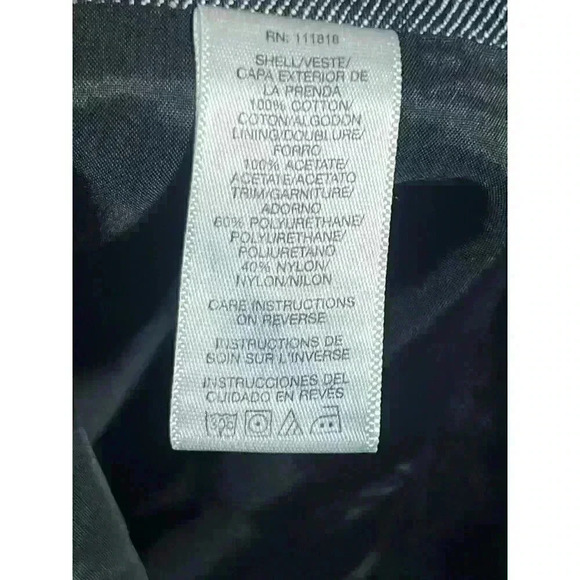 RN: 111818
SHELL/VESTE/
CAPA EXTERIOR DE
LA PRENDA
100% COTTON/
COTON/ALGODON
LINING/DOUBLURE/
FORRO
100% ACETATE/
ACETATE/ACETATO
TRIM/GARNITURE/
ADORNO
60% POLYURETHANE/
POLYURETHANE/
POLIURETANO
40% NYLON/
NYLON/NILON
CARE INSTRUCTIONS
ON REVERSE
INSTRUCTIONS DE
SOIN SUR L'INVERSE
INSTRUCCIONES DEL
CUIDADO EN REVÉS